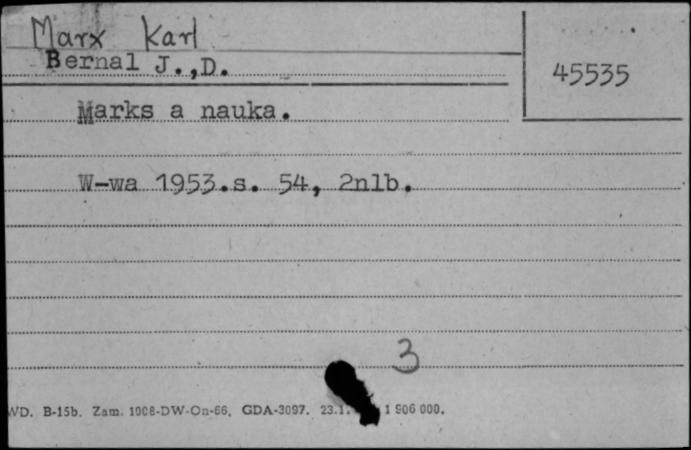 Marx Karl
Bernal J.,D.
45535
Marks a nauka.
W-wa 1953.s. 54, 2nlb.
3
WD. B-15b. Zam. 1008-DW-On-66. GDA-3097. 23.1. 1 906 000.